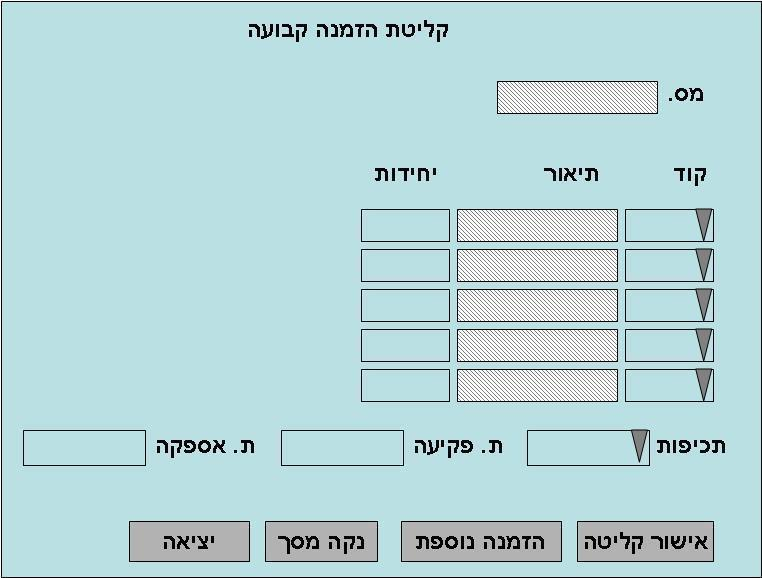 קליטת הזמנה קבועה
מס.
קוד תיאור יחידות
תכיפות ת. פקיעה ת. אספקה
אישור קליטה הזמנה נוספת נקה מסך יציאה